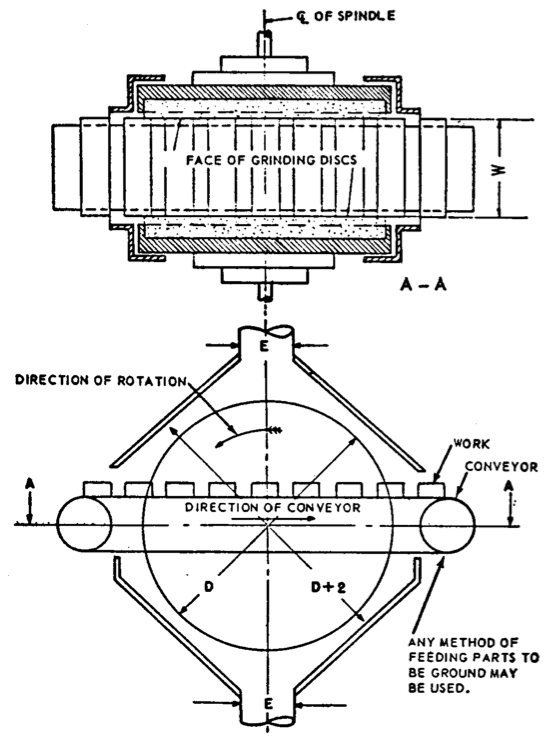 ℄ OF SPINDLE
FACE OF GRINDING DISCS
W
A – A
E
DIRECTION OF ROTATION
WORK
CONVEYOR
A
A
DIRECTION OF CONVEYOR
D
D+2
ANY METHOD OF
FEEDING PARTS TO
BE GROUND MAY
BE USED.
E